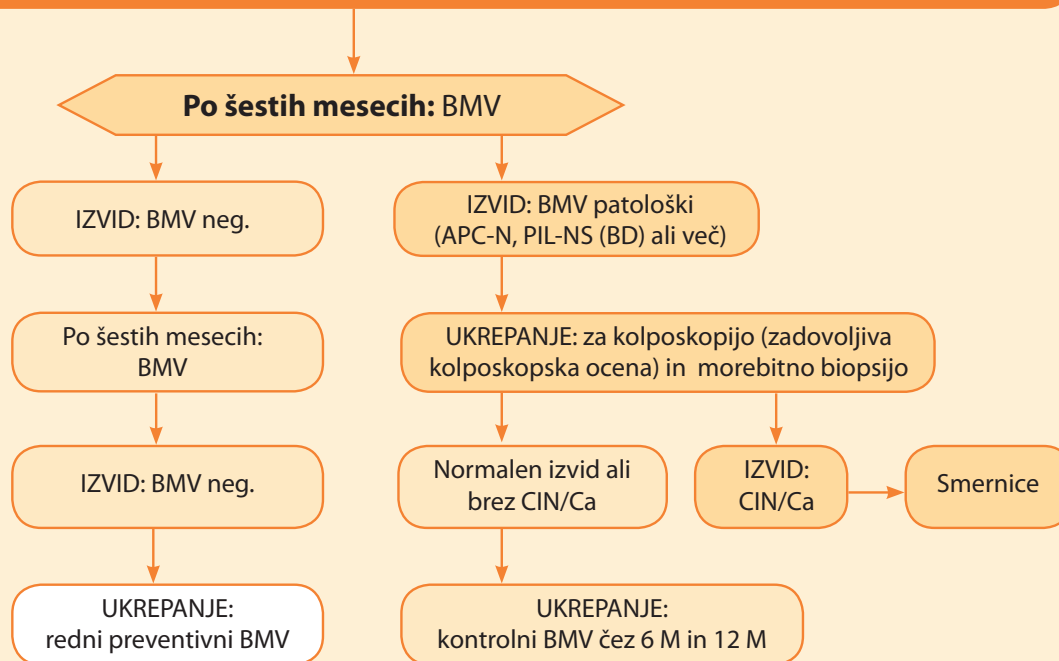 Po šestih mesecih: BMV
IZVID: BMV neg.
IZVID: BMV patološki
(APC-N, PIL-NS (BD) ali več)
Po šestih mesecih:
BMV
UKREPANJE: za kolposkopijo (zadovoljiva
kolposkopska ocena) in morebitno biopsijo
IZVID: BMV neg.
Normalen izvid ali
brez CIN/Ca
IZVID:
CIN/Ca
Smernice
UKREPANJE:
redni preventivni BMV
UKREPANJE:
kontrolni BMV čez 6 M in 12 M